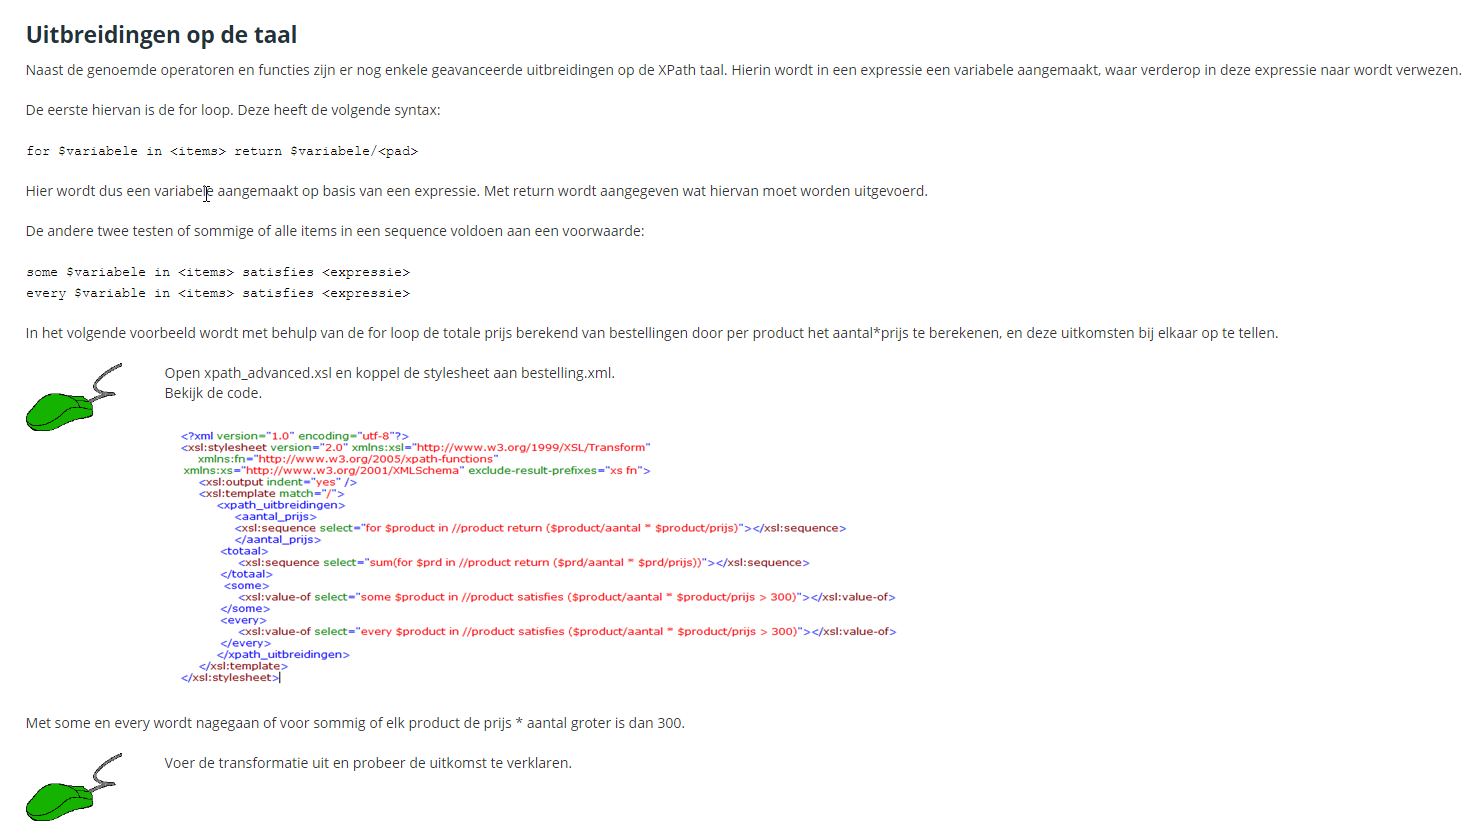 Uitbreidingen op de taal
Naast de genoemde operatoren en functies zijn er nog enkele geavanceerde uitbreidingen op de XPath taal. Hierin wordt in een expressie een variabele aangemaakt, waar verderop in deze expressie naar wordt verwezen.
De eerste hiervan is de for loop. Deze heeft de volgende syntax:
for $variabele in <items> return $variabele/<pad>
Hier wordt dus een variabele aangemaakt op basis van een expressie. Met return wordt aangegeven wat hiervan moet worden uitgevoerd.
De andere twee testen of sommige of alle items in een sequence voldoen aan een voorwaarde:
some $variabele in <items> satisfies <expressie>
every $variable in <items> satisfies <expressie>
In het volgende voorbeeld wordt met behulp van de for loop de totale prijs berekend van bestellingen door per product het aantal*prijs te berekenen, en deze uitkomsten bij elkaar op te tellen.
Open xpath_advanced.xsl en koppel de stylesheet aan bestelling.xml.
Bekijk de code.
<?xml version="1.0" encoding="utf-8"?>
<xsl:stylesheet version="2.0" xmlns:xsl="http://www.w3.org/1999/XSL/Transform"
xmlns:fn="http://www.w3.org/2005/xpath-functions"
xmlns:xs="http://www.w3.org/2001/XMLSchema" exclude-result-prefixes="xs fn">
<xsl:output indent="yes" />
<xsl:template match="/">
<xpath_uitbreidingen>
<aantal_prijs>
<xsl:sequence select="for $product in //product return ($product/aantal * $product/prijs)"></xsl:sequence>
</aantal_prijs>
<totaal>
<xsl:sequence select="sum(for $prd in //product return ($prd/aantal * $prd/prijs))"></xsl:sequence>
</totaal>
<some>
<xsl:value-of select="some $product in //product satisfies ($product/aantal * $product/prijs > 300)"></xsl:value-of>
</some>
<every>
<xsl:value-of select="every $product in //product satisfies ($product/aantal * $product/prijs > 300)"></xsl:value-of>
</every>
</xpath_uitbreidingen>
</xsl:template>
</xsl:stylesheet>
Met some en every wordt nagegaan of voor sommig of elk product de prijs * aantal groter is dan 300.
Voer de transformatie uit en probeer de uitkomst te verklaren.